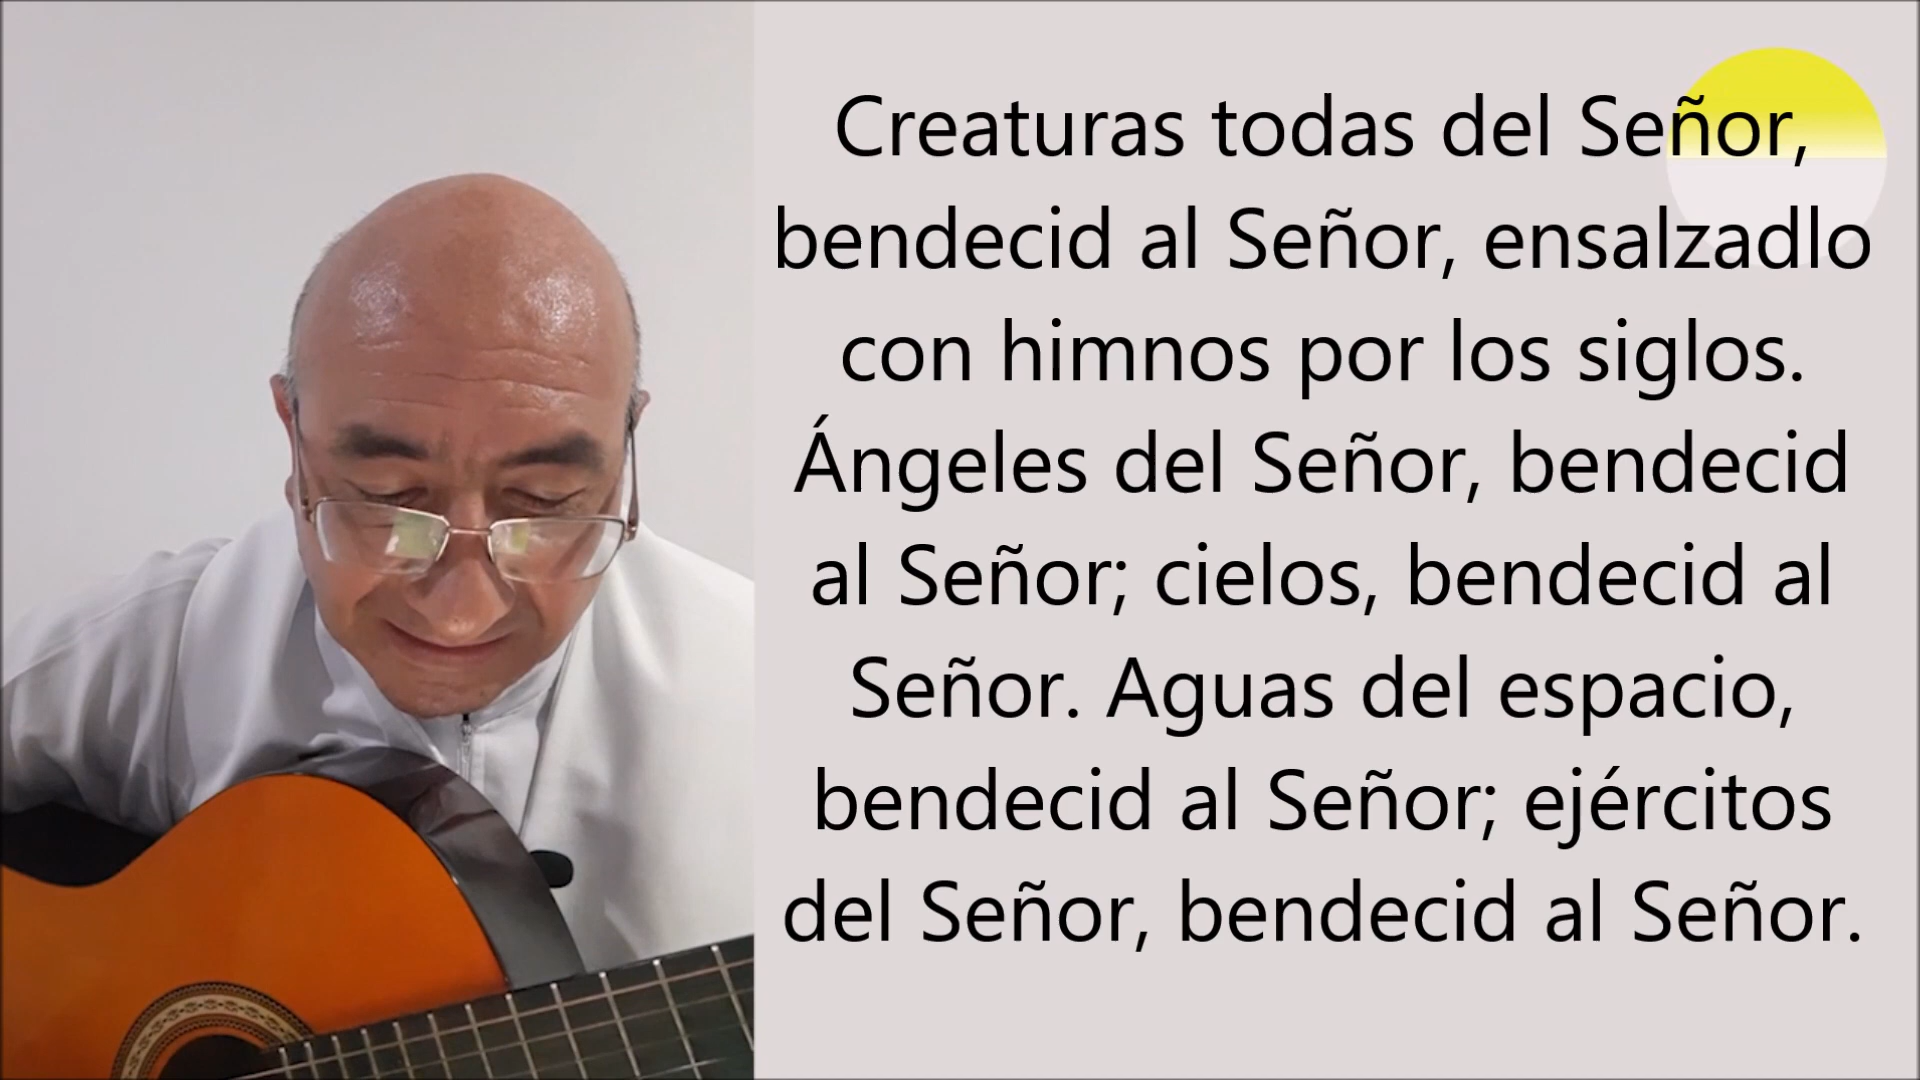 Creaturas todas del Señor,
bendecid al Señor, ensalzadlo
con himnos por los siglos.
Ángeles del Señor, bendecid
al Señor; cielos, bendecid al
Señor. Aguas del espacio,
bendecid al Señor; ejércitos
del Señor, bendecid al Señor.